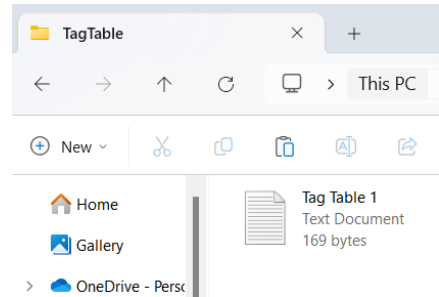 TagTable
This PC
New
Home
Gallery
OneDrive - Perso
Tag Table 1
Text Document
169 bytes